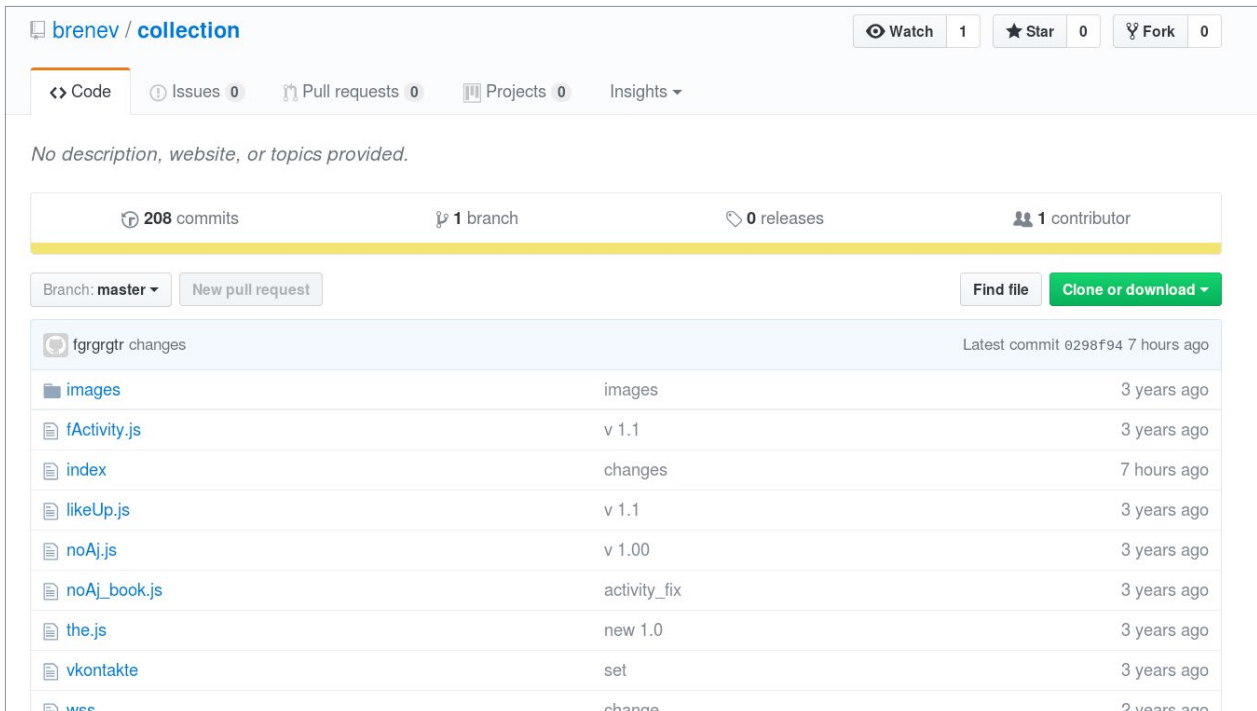 brenev / collection
Watch 1 Star 0 Fork 0
Code Issues 0 Pull requests 0 Projects 0 Insights
No description, website, or topics provided.
208 commits 1 branch 0 releases 1 contributor
Branch: master New pull request Find file Clone or download
fgrgrgtr changes Latest commit 0298f94 7 hours ago
images images 3 years ago
fActivity.js v 1.1 3 years ago
index changes 7 hours ago
likeUp.js v 1.1 3 years ago
noAj.js v 1.00 3 years ago
noAj_book.js activity_fix 3 years ago
the.js new 1.0 3 years ago
vkontakte set 3 years ago
wss change 2 years ago